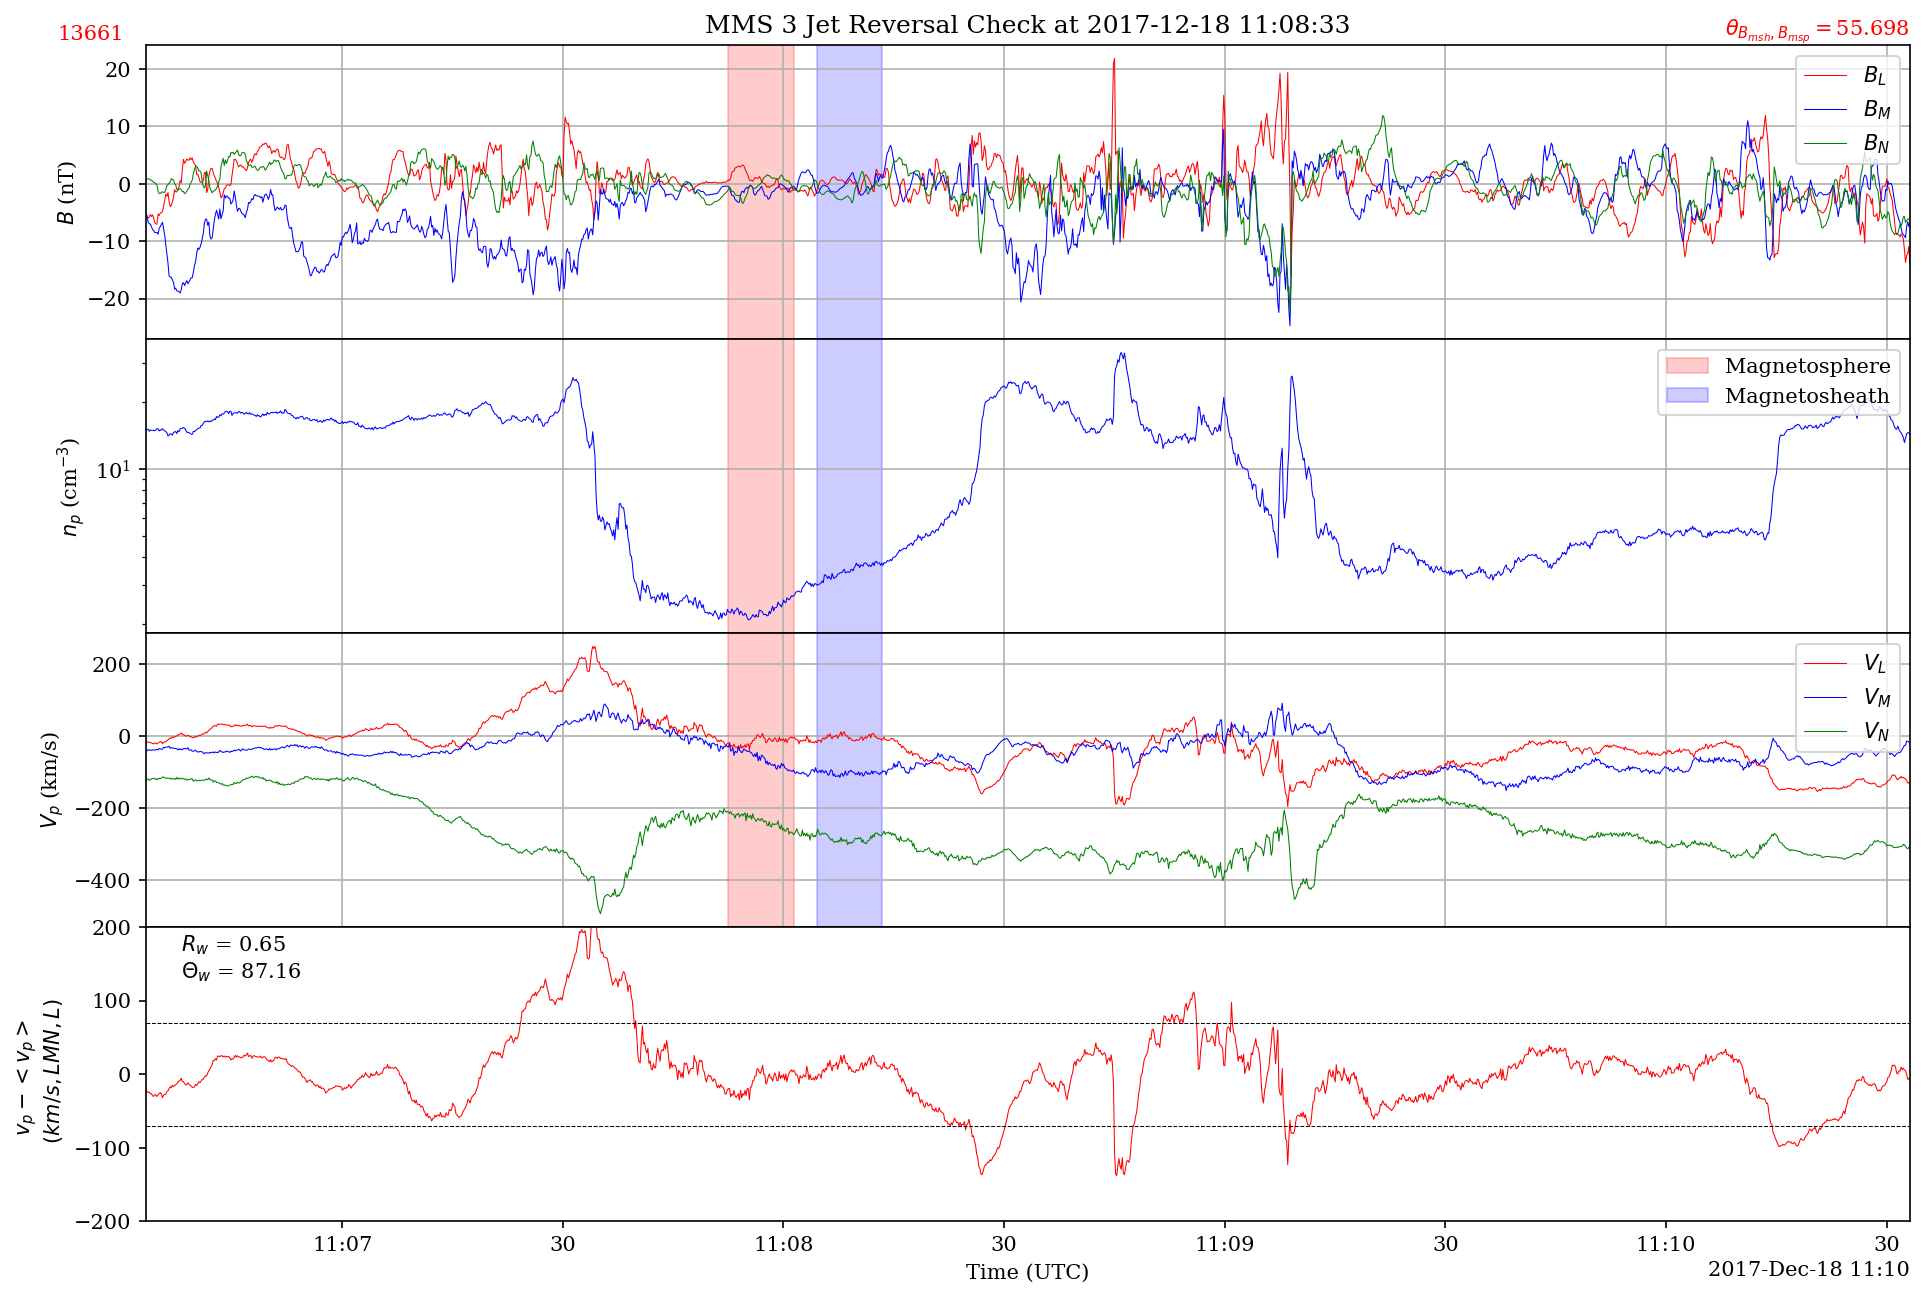 MMS 3 Jet Reversal Check at 2017-12-18 11:08:33
13661
θ_{B_{msh}, B_{msp}} = 55.698
20
10
0
−10
−20
B (nT)
B_L
B_M
B_N
10^1
n_p (cm^{−3})
Magnetosphere
Magnetosheath
200
0
−200
−400
V_p (km/s)
V_L
V_M
V_N
200
100
0
−100
−200
v_p − < v_p >
(km/s, LMN, L)
R_w = 0.65
Θ_w = 87.16
11:07 30 11:08 30 11:09 30 11:10 30
Time (UTC)
2017-Dec-18 11:10